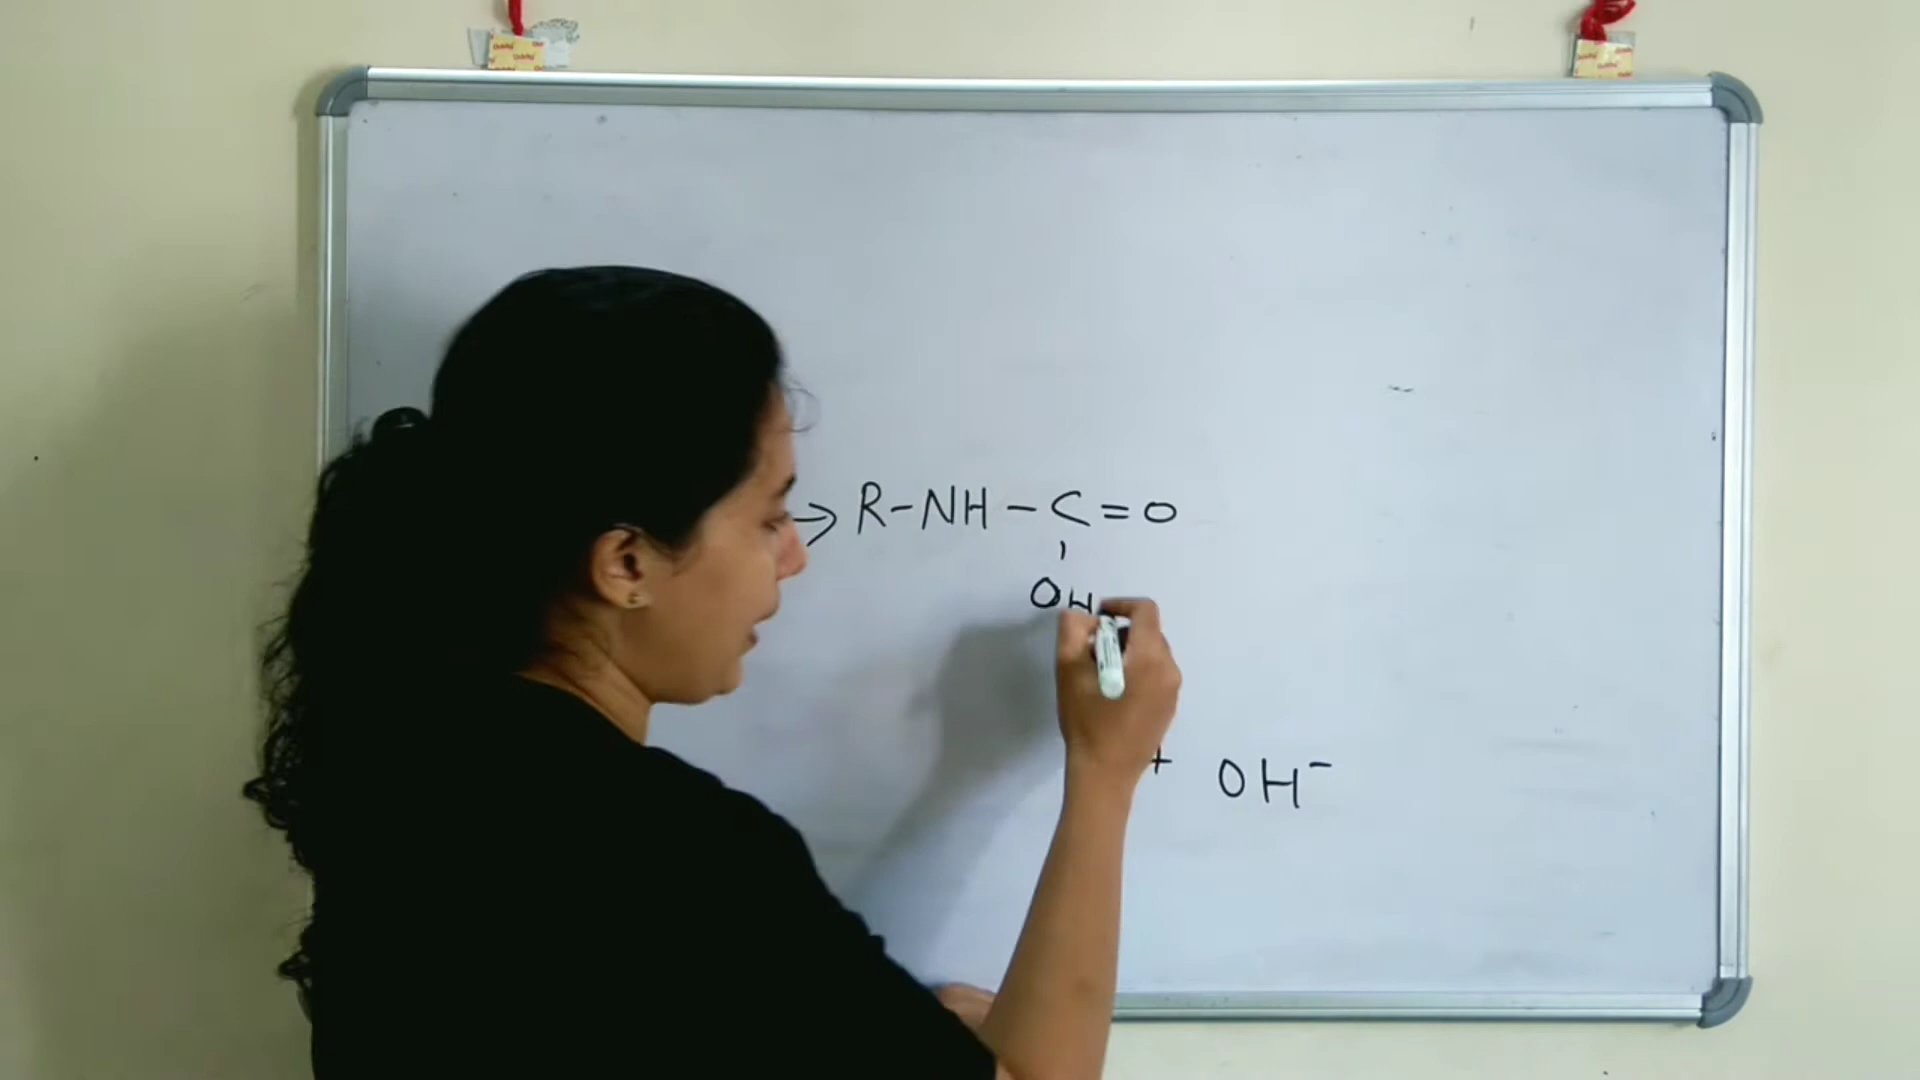 → R-NH-C=O
OH
+ OH⁻